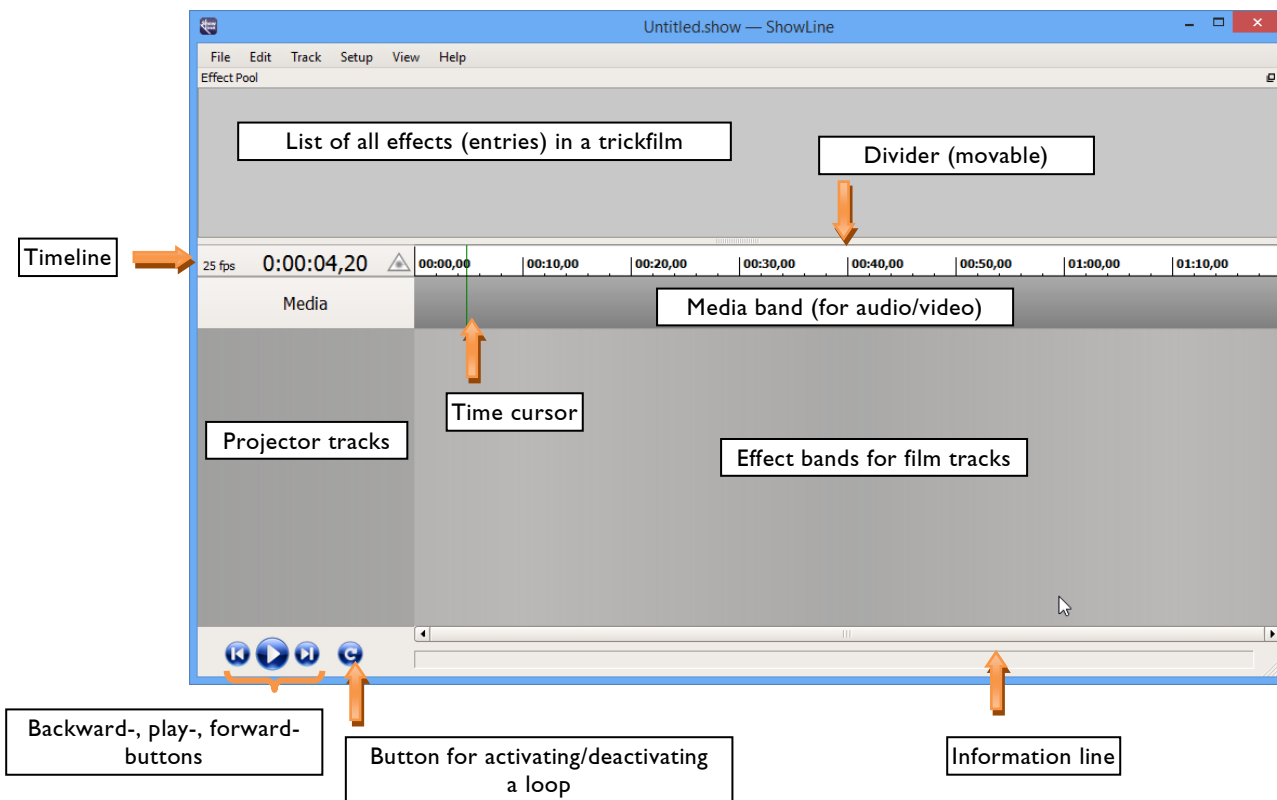 Untitled.show — ShowLine
File Edit Track Setup View Help
Effect Pool
List of all effects (entries) in a trickfilm
Divider (movable)
Timeline
25 fps 0:00:04,20 00:00,00 00:10,00 00:20,00 00:30,00 00:40,00 00:50,00 01:00,00 01:10,00
Media
Media band (for audio/video)
Time cursor
Projector tracks
Effect bands for film tracks
Backward-, play-, forward-
buttons
Button for activating/deactivating
a loop
Information line